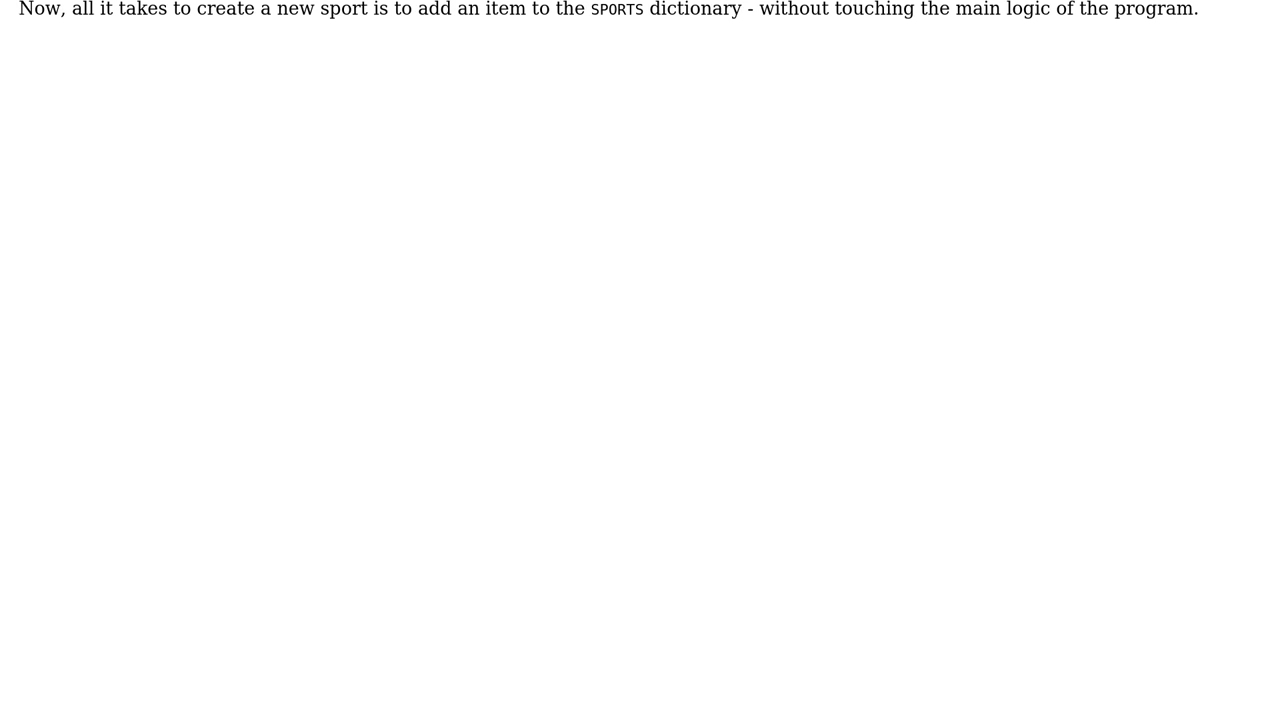 Now, all it takes to create a new sport is to add an item to the SPORTS dictionary - without touching the main logic of the program.